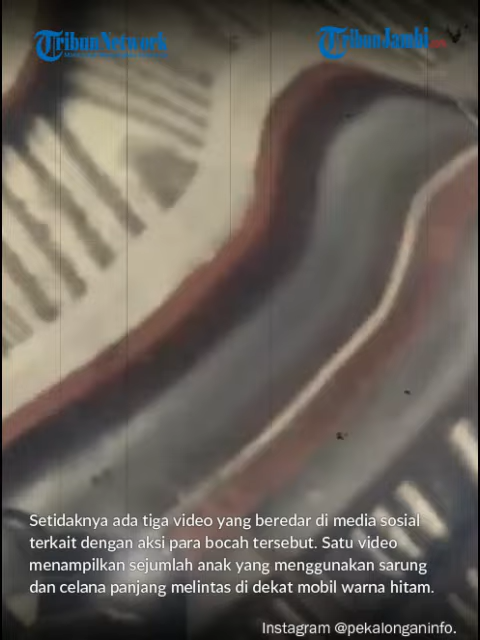 TribunNetwork
TribunJambi.com
Setidaknya ada tiga video yang beredar di media sosial
terkait dengan aksi para bocah tersebut. Satu video
menampilkan sejumlah anak yang menggunakan sarung
dan celana panjang melintas di dekat mobil warna hitam.
Instagram @pekalonganinfo.